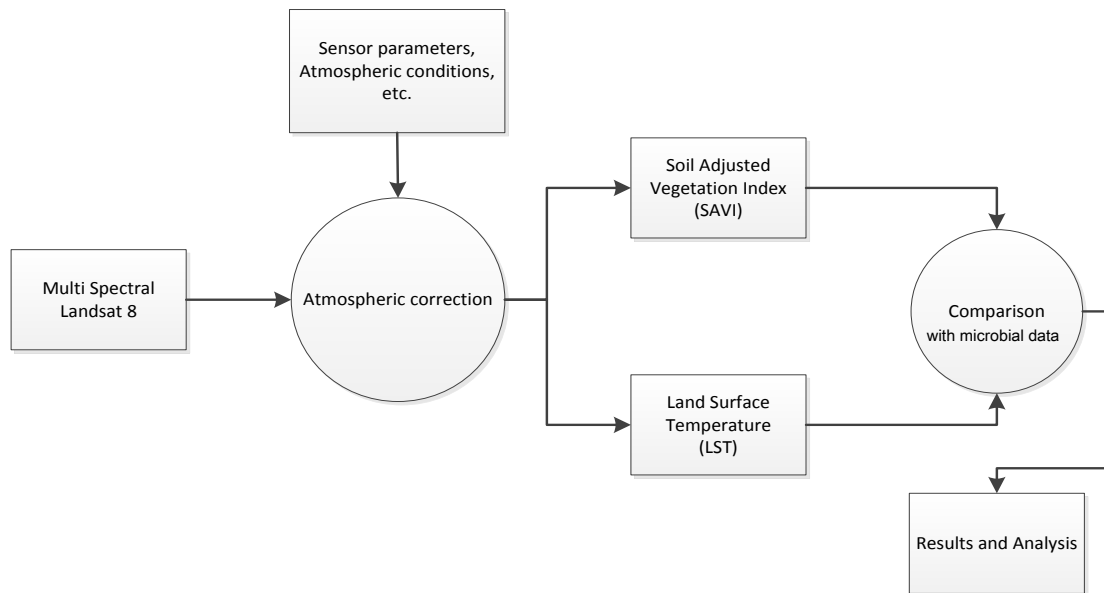 Sensor parameters,
Atmospheric conditions,
etc.
Multi Spectral
Landsat 8
Atmospheric correction
Soil Adjusted
Vegetation Index
(SAVI)
Land Surface
Temperature
(LST)
Comparison
with microbial data
Results and Analysis